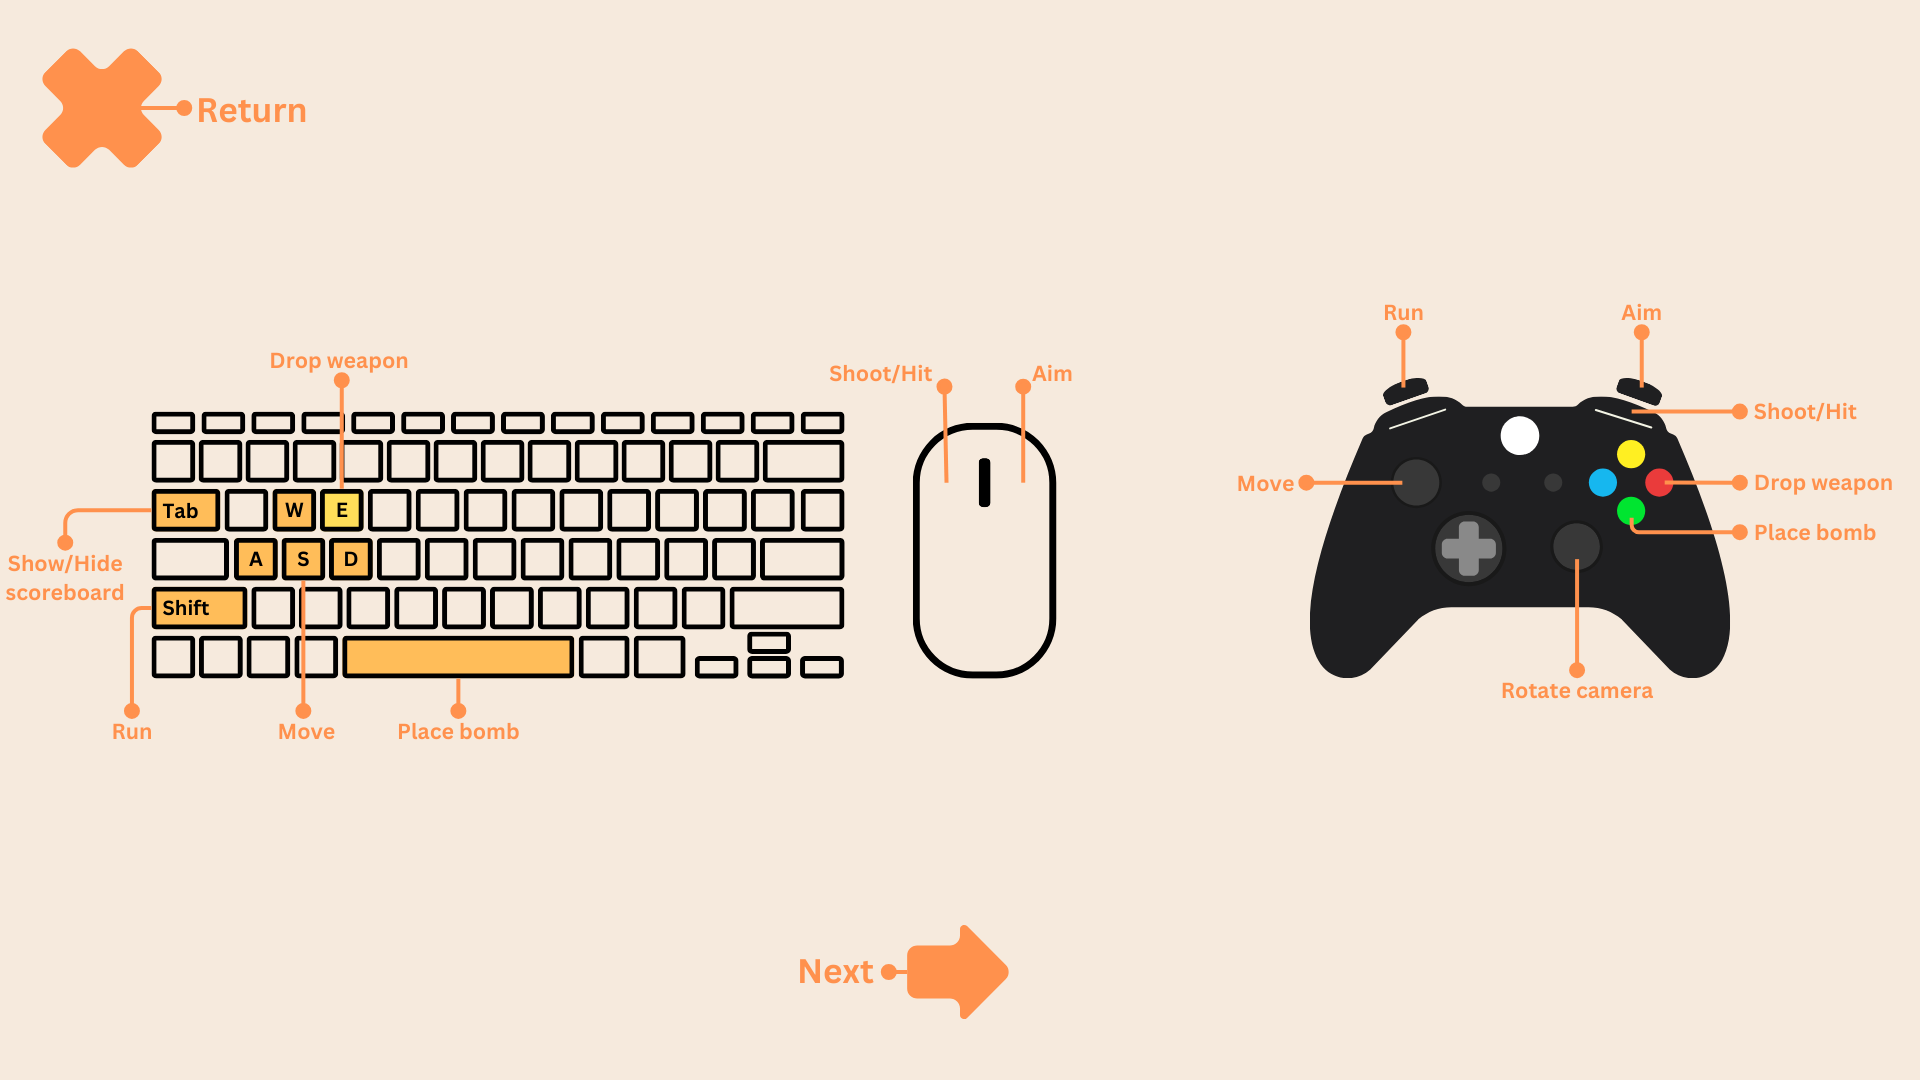 Return
Drop weapon
Shoot/Hit
Aim
Tab
W
E
A
S
D
Shift
Show/Hide
scoreboard
Run
Move
Place bomb
Run
Aim
Shoot/Hit
Move
Drop weapon
Place bomb
Rotate camera
Next